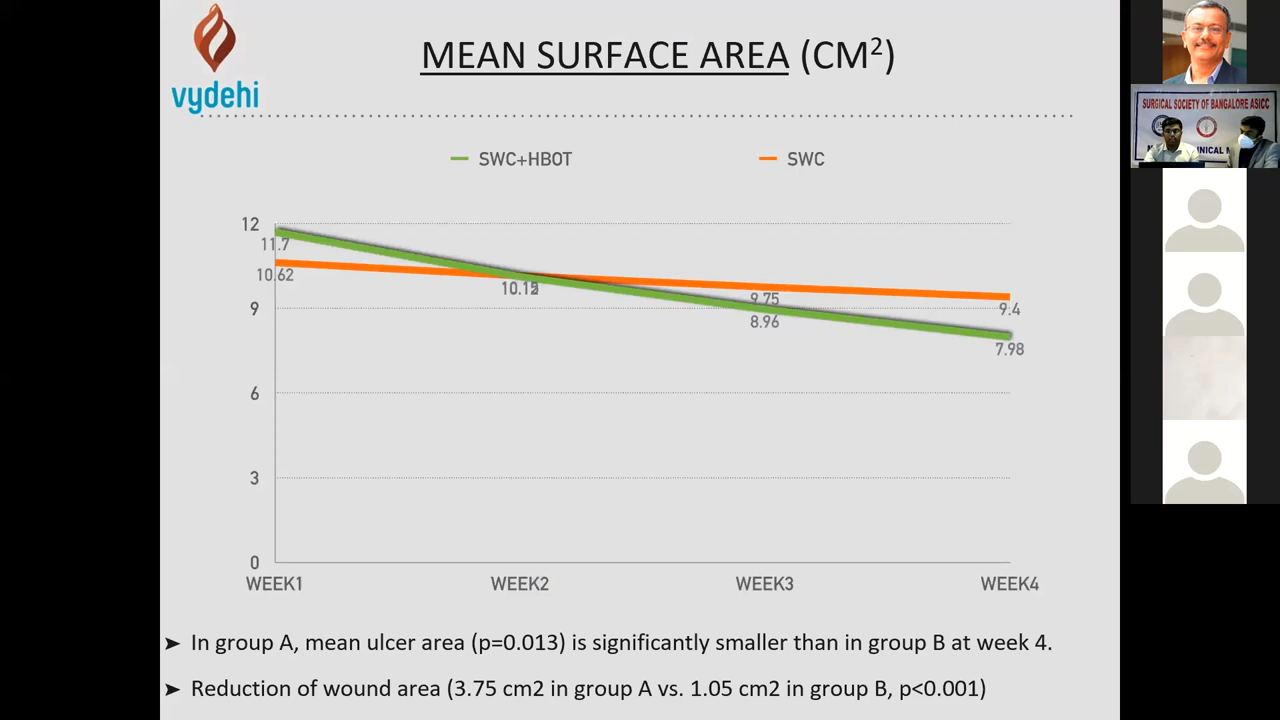 vydehi
MEAN SURFACE AREA (CM²)
SWC+HBOT
SWC
12
11.7
10.62
10.12
9.75
9.4
9
8.96
7.98
6
3
0
WEEK1 WEEK2 WEEK3 WEEK4
➤ In group A, mean ulcer area (p=0.013) is significantly smaller than in group B at week 4.
➤ Reduction of wound area (3.75 cm2 in group A vs. 1.05 cm2 in group B, p<0.001)
SURGICAL SOCIETY OF BANGALORE ASICC